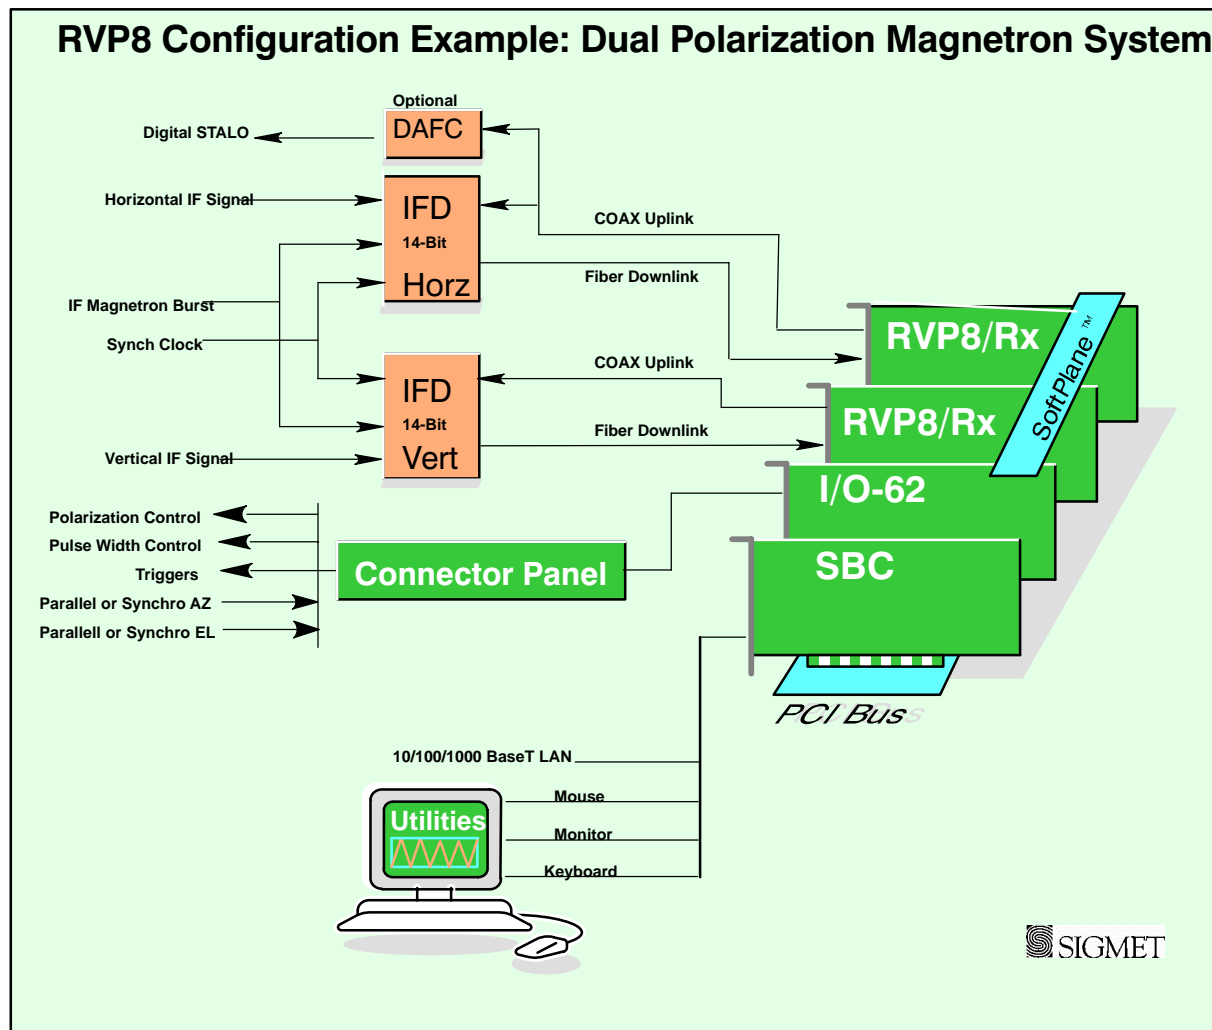 RVP8 Configuration Example: Dual Polarization Magnetron System
Optional
DAFC
Digital STALO
Horizontal IF Signal
IFD
14-Bit
Horz
COAX Uplink
Fiber Downlink
IF Magnetron Burst
Synch Clock
RVP8/Rx
SoftPlane™
COAX Uplink
IFD
14-Bit
Vert
RVP8/Rx
Fiber Downlink
Vertical IF Signal
I/O-62
Polarization Control
Pulse Width Control
Triggers
Parallel or Synchro AZ
Parallell or Synchro EL
Connector Panel
SBC
PCI Bus
10/100/1000 BaseT LAN
Mouse
Utilities
Monitor
Keyboard
SIGMET